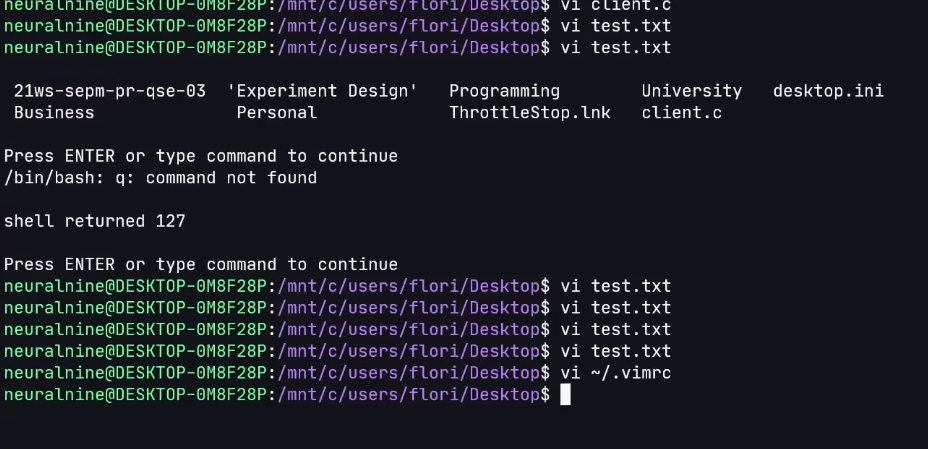 neuralnine@DESKTOP-0M8F28P:/mnt/c/users/flori/Desktop$ vi client.c
neuralnine@DESKTOP-0M8F28P:/mnt/c/users/flori/Desktop$ vi test.txt
neuralnine@DESKTOP-0M8F28P:/mnt/c/users/flori/Desktop$ vi test.txt
21ws-sepm-pr-qse-03 'Experiment Design' Programming University desktop.ini
Business Personal ThrottleStop.lnk client.c
Press ENTER or type command to continue
/bin/bash: q: command not found
shell returned 127
Press ENTER or type command to continue
neuralnine@DESKTOP-0M8F28P:/mnt/c/users/flori/Desktop$ vi test.txt
neuralnine@DESKTOP-0M8F28P:/mnt/c/users/flori/Desktop$ vi test.txt
neuralnine@DESKTOP-0M8F28P:/mnt/c/users/flori/Desktop$ vi test.txt
neuralnine@DESKTOP-0M8F28P:/mnt/c/users/flori/Desktop$ vi test.txt
neuralnine@DESKTOP-0M8F28P:/mnt/c/users/flori/Desktop$ vi ~/.vimrc
neuralnine@DESKTOP-0M8F28P:/mnt/c/users/flori/Desktop$